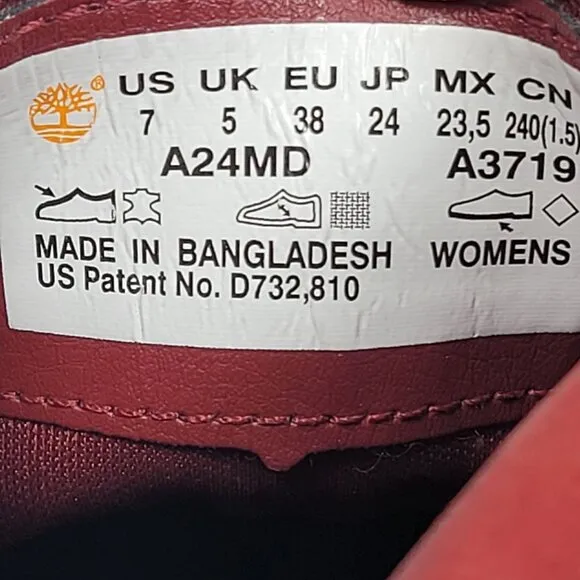 ® US UK EU JP MX CN
7 5 38 24 23,5 240(1.5)
A24MD A3719
MADE IN BANGLADESH WOMENS
US Patent No. D732,810